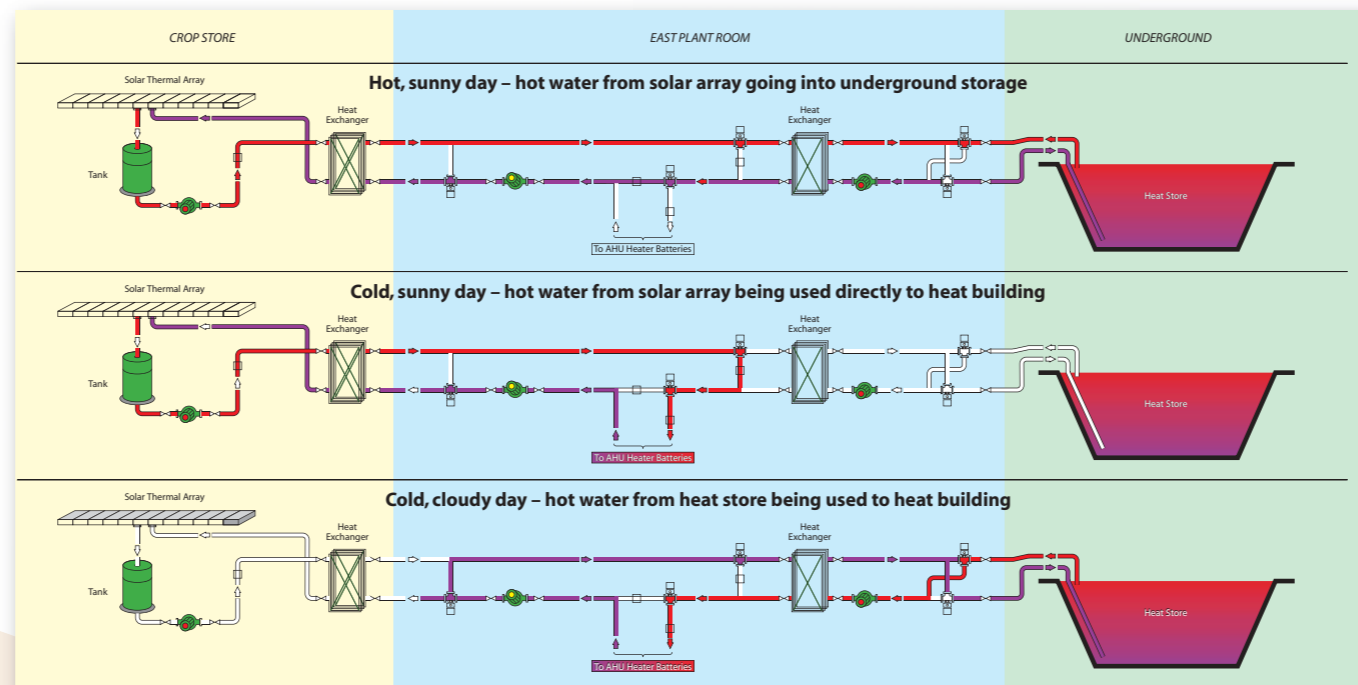 CROP STORE
EAST PLANT ROOM
UNDERGROUND
Hot, sunny day – hot water from solar array going into underground storage
Solar Thermal Array
Heat
Exchanger
Heat
Exchanger
Tank
Heat Store
To AHU Heater Batteries
Cold, sunny day – hot water from solar array being used directly to heat building
Solar Thermal Array
Heat
Exchanger
Heat
Exchanger
Tank
Heat Store
To AHU Heater Batteries
Cold, cloudy day – hot water from heat store being used to heat building
Solar Thermal Array
Heat
Exchanger
Heat
Exchanger
Tank
Heat Store
To AHU Heater Batteries